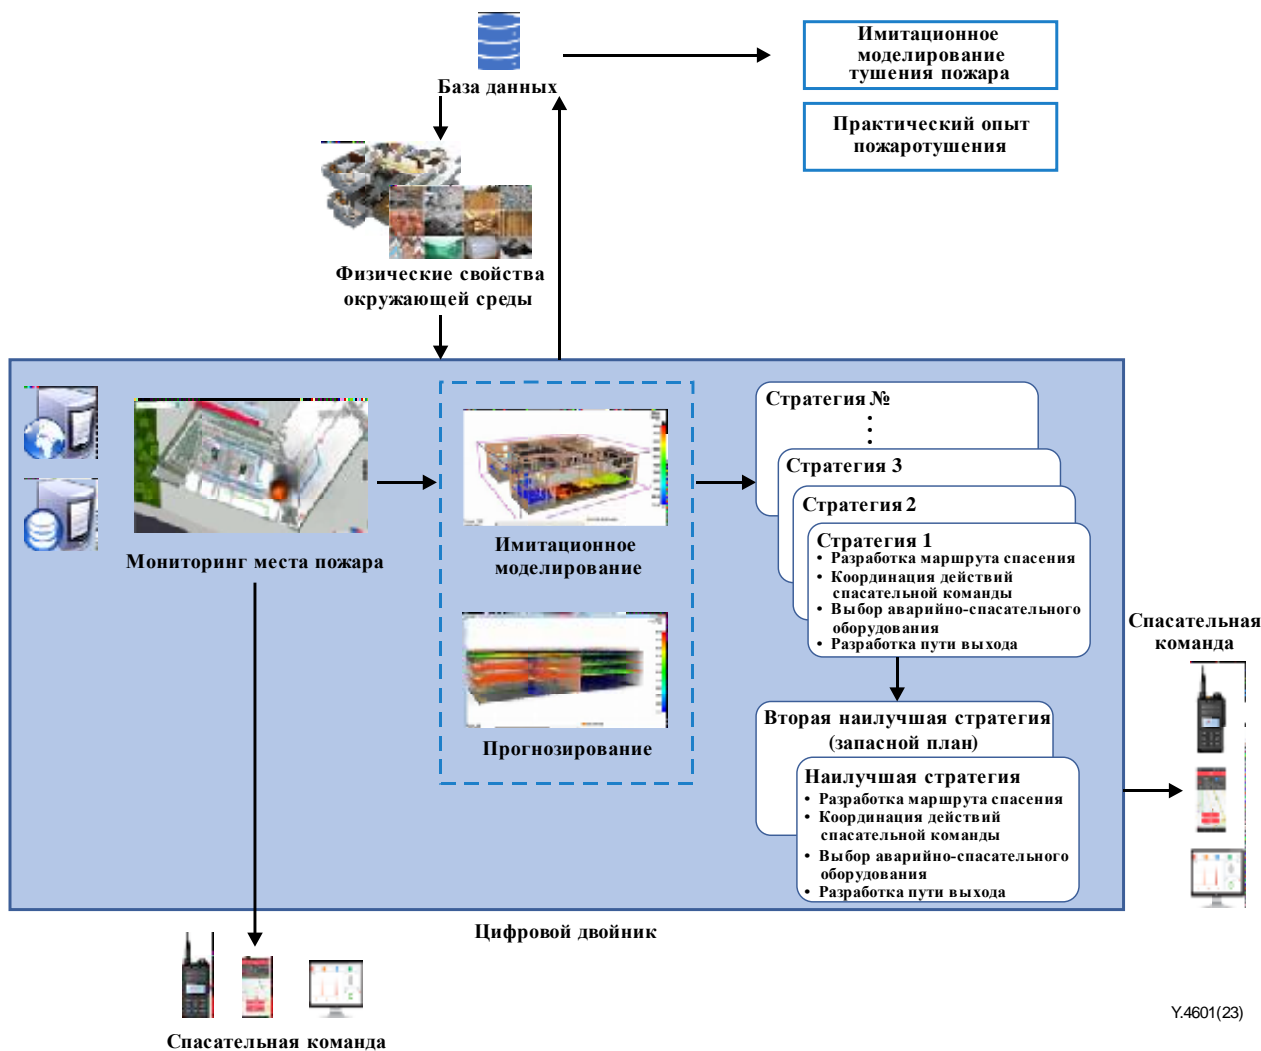 База данных
Имитационное
моделирование
тушения пожара
Практический опыт
пожаротушения
Физические свойства
окружающей среды
Мониторинг места пожара
Имитационное
моделирование
Прогнозирование
Стратегия №
Стратегия 3
Стратегия 2
Стратегия 1
• Разработка маршрута спасения
• Координация действий
спасательной команды
• Выбор аварийно-спасательного
оборудования
• Разработка пути выхода
Вторая наилучшая стратегия
(запасной план)
Наилучшая стратегия
• Разработка маршрута спасения
• Координация действий
спасательной команды
• Выбор аварийно-спасательного
оборудования
• Разработка пути выхода
Спасательная
команда
Цифровой двойник
Спасательная команда
Y.4601(23)